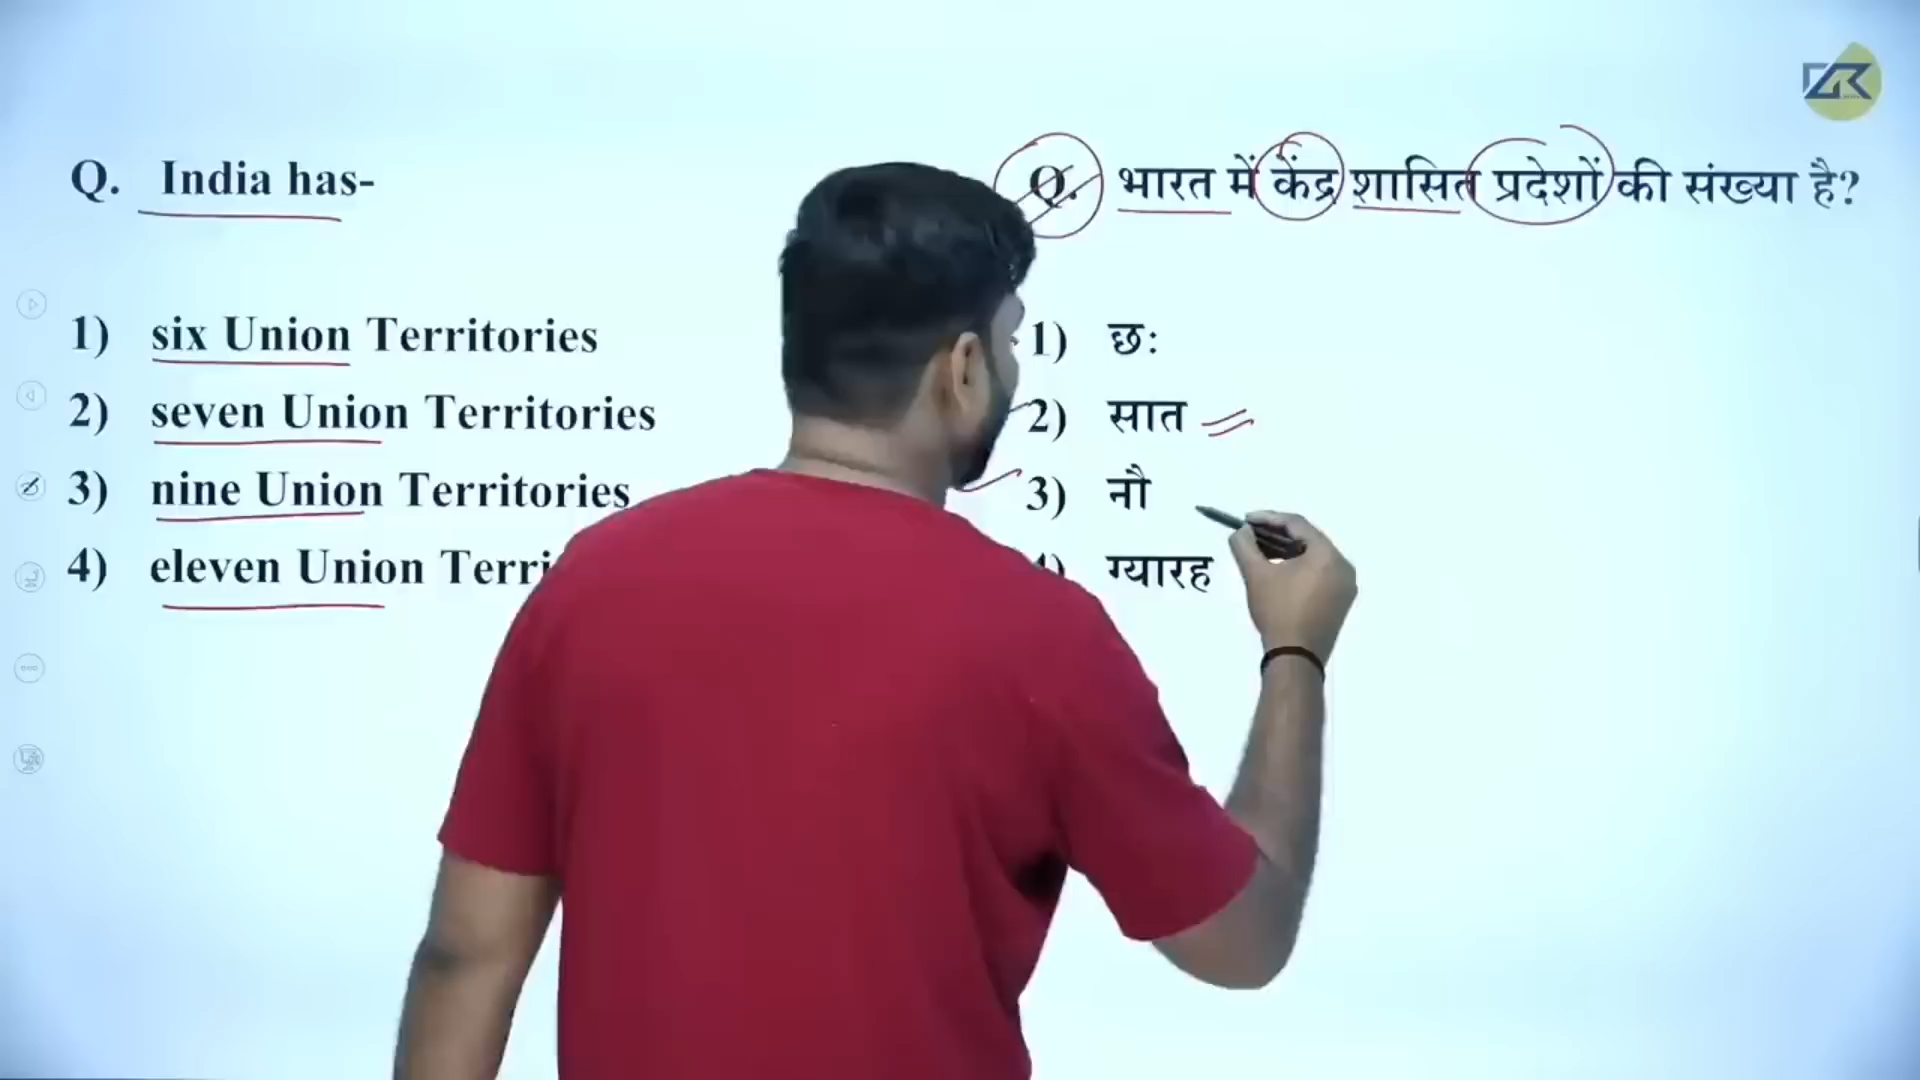 Q. India has-
1) six Union Territories
2) seven Union Territories
3) nine Union Territories
4) eleven Union
Q. भारत में केंद्र शासित प्रदेशों की संख्या है?
1) छः
2) सात
3) नौ
ग्यारह